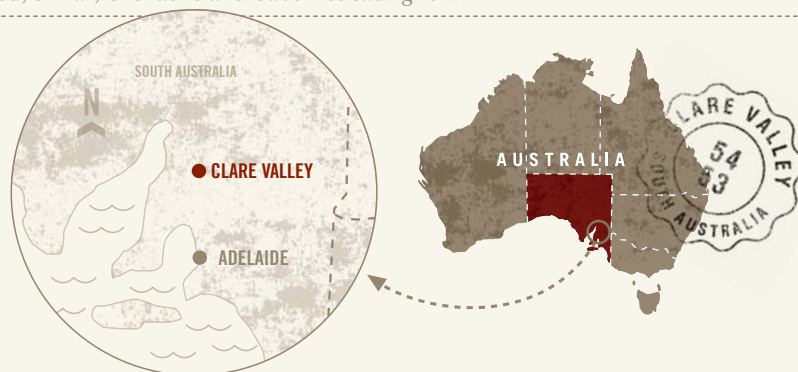 SOUTH AUSTRALIA
N
CLARE VALLEY
ADELAIDE
AUSTRALIA
CLARE VALLEY
54
53
SOUTH AUSTRALIA